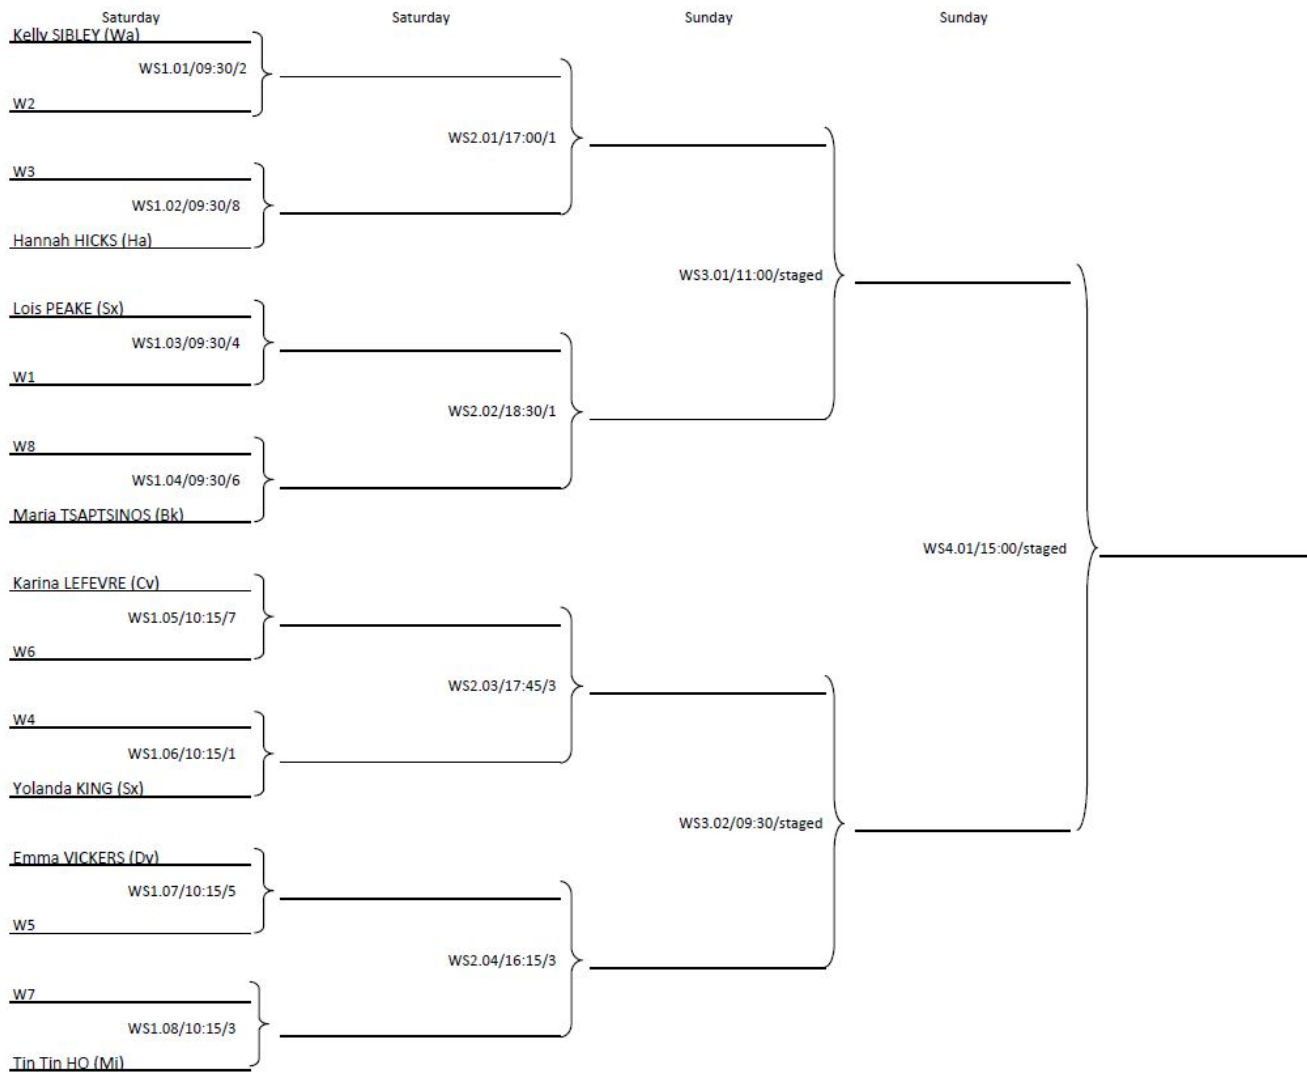 Saturday
Saturday
Sunday
Sunday
Kelly SIBLEY (Wa)
WS1.01/09:30/2
W2
WS2.01/17:00/1
W3
WS1.02/09:30/8
Hannah HICKS (Ha)
WS3.01/11:00/staged
Lois PEAKE (Sx)
WS1.03/09:30/4
W1
WS2.02/18:30/1
W8
WS1.04/09:30/6
Maria TSAPTSINOS (Bk)
WS4.01/15:00/staged
Karina LEFEVRE (Cv)
WS1.05/10:15/7
W6
WS2.03/17:45/3
W4
WS1.06/10:15/1
Yolanda KING (Sx)
WS3.02/09:30/staged
Emma VICKERS (Dv)
WS1.07/10:15/5
W5
WS2.04/16:15/3
W7
WS1.08/10:15/3
Tin Tin HO (Mi)